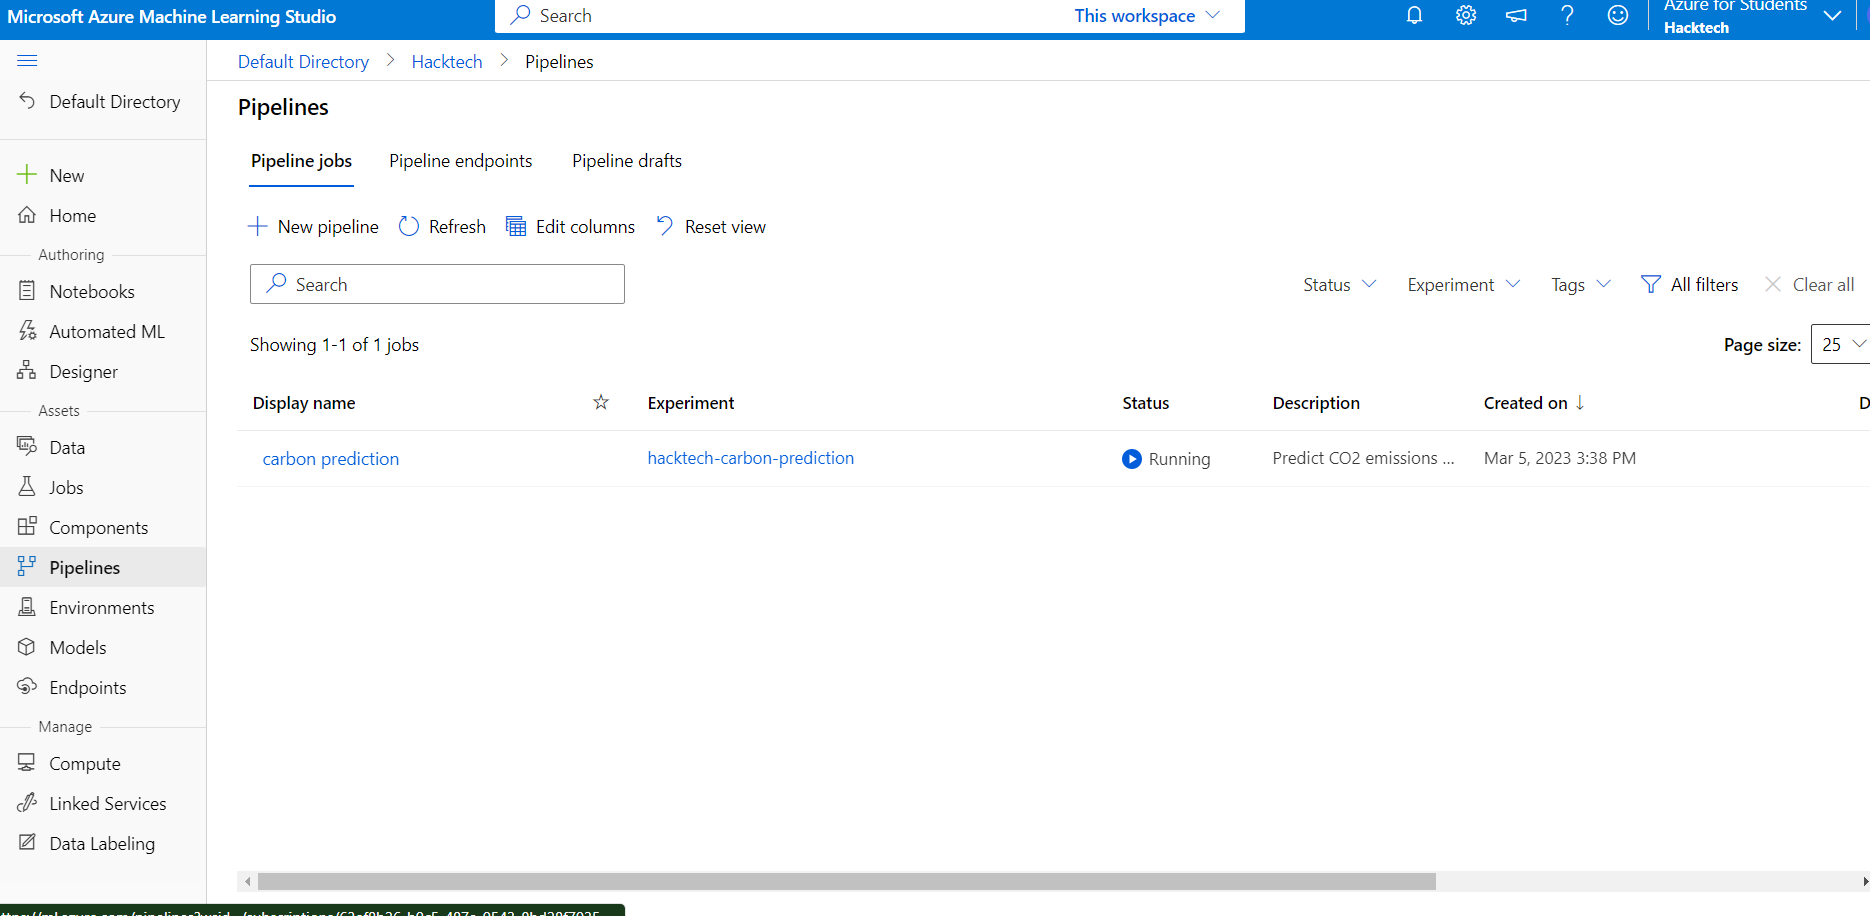 Microsoft Azure Machine Learning Studio
Search
This workspace
Azure for Students
Hacktech
Default Directory
Hacktech
Pipelines
Default Directory
New
Home
Authoring
Notebooks
Automated ML
Designer
Assets
Data
Jobs
Components
Pipelines
Environments
Models
Endpoints
Manage
Compute
Linked Services
Data Labeling
Pipelines
Pipeline jobs Pipeline endpoints Pipeline drafts
New pipeline Refresh Edit columns Reset view
Search
Status Experiment Tags All filters Clear all
Showing 1-1 of 1 jobs
Page size: 25
Display name Experiment Status Description Created on D
carbon prediction hacktech-carbon-prediction Running Predict CO2 emissions ... Mar 5, 2023 3:38 PM